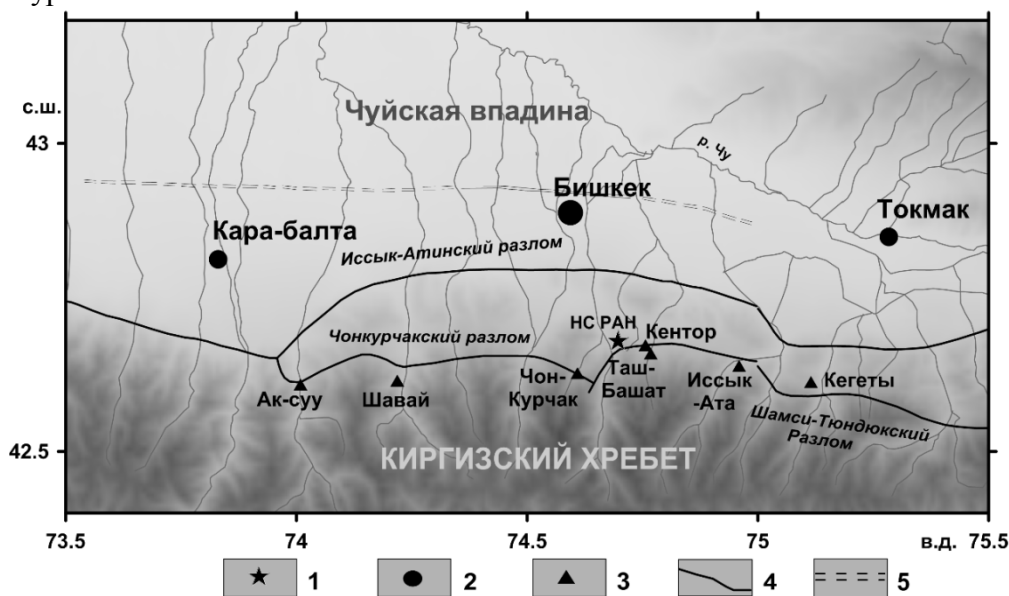 с.ш.
Чуйская впадина
43
р. Чу
Бишкек
Токмак
Кара-балта
Иссык-Атинский разлом
НС РАН
Кентор
Чонкурчакский разлом
Чон-
Курчак
Таш-
Башат
Иссык
-Ата
Кегеты
Ак-суу
Шавай
Шамси-Тюндюкский
Разлом
42.5
КИРГИЗСКИЙ ХРЕБЕТ
73.5
74
74.5
75
в.д. 75.5
1
2
3
4
5